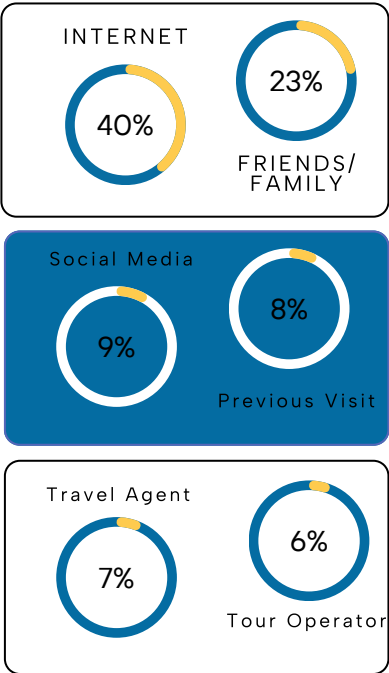 INTERNET
40%
23%
FRIENDS/
FAMILY
Social Media
9%
8%
Previous Visit
Travel Agent
7%
6%
Tour Operator